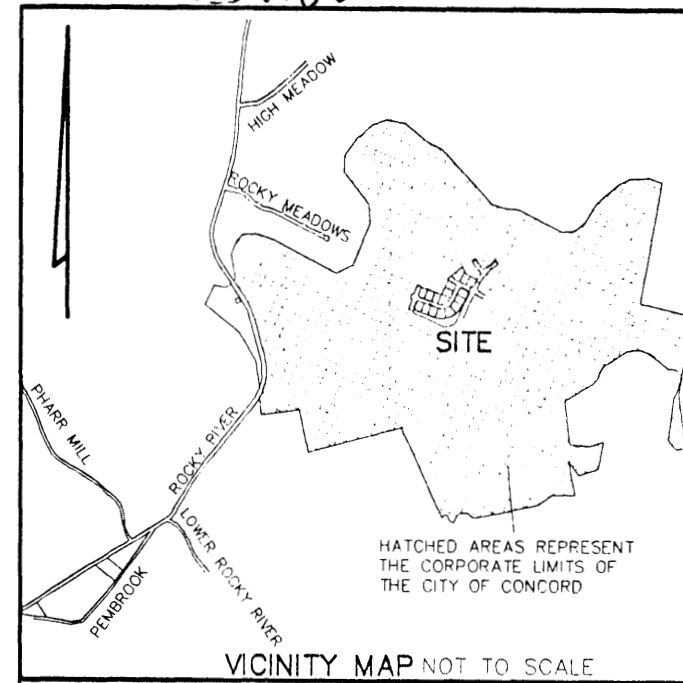 HIGH MEADOW
ROCKY MEADOWS
SITE
PHARR MILL
ROCKY RIVER
LOWER ROCKY RIVER
PEMBROOK
HATCHED AREAS REPRESENT
THE CORPORATE LIMITS OF
THE CITY OF CONCORD
VICINITY MAP NOT TO SCALE